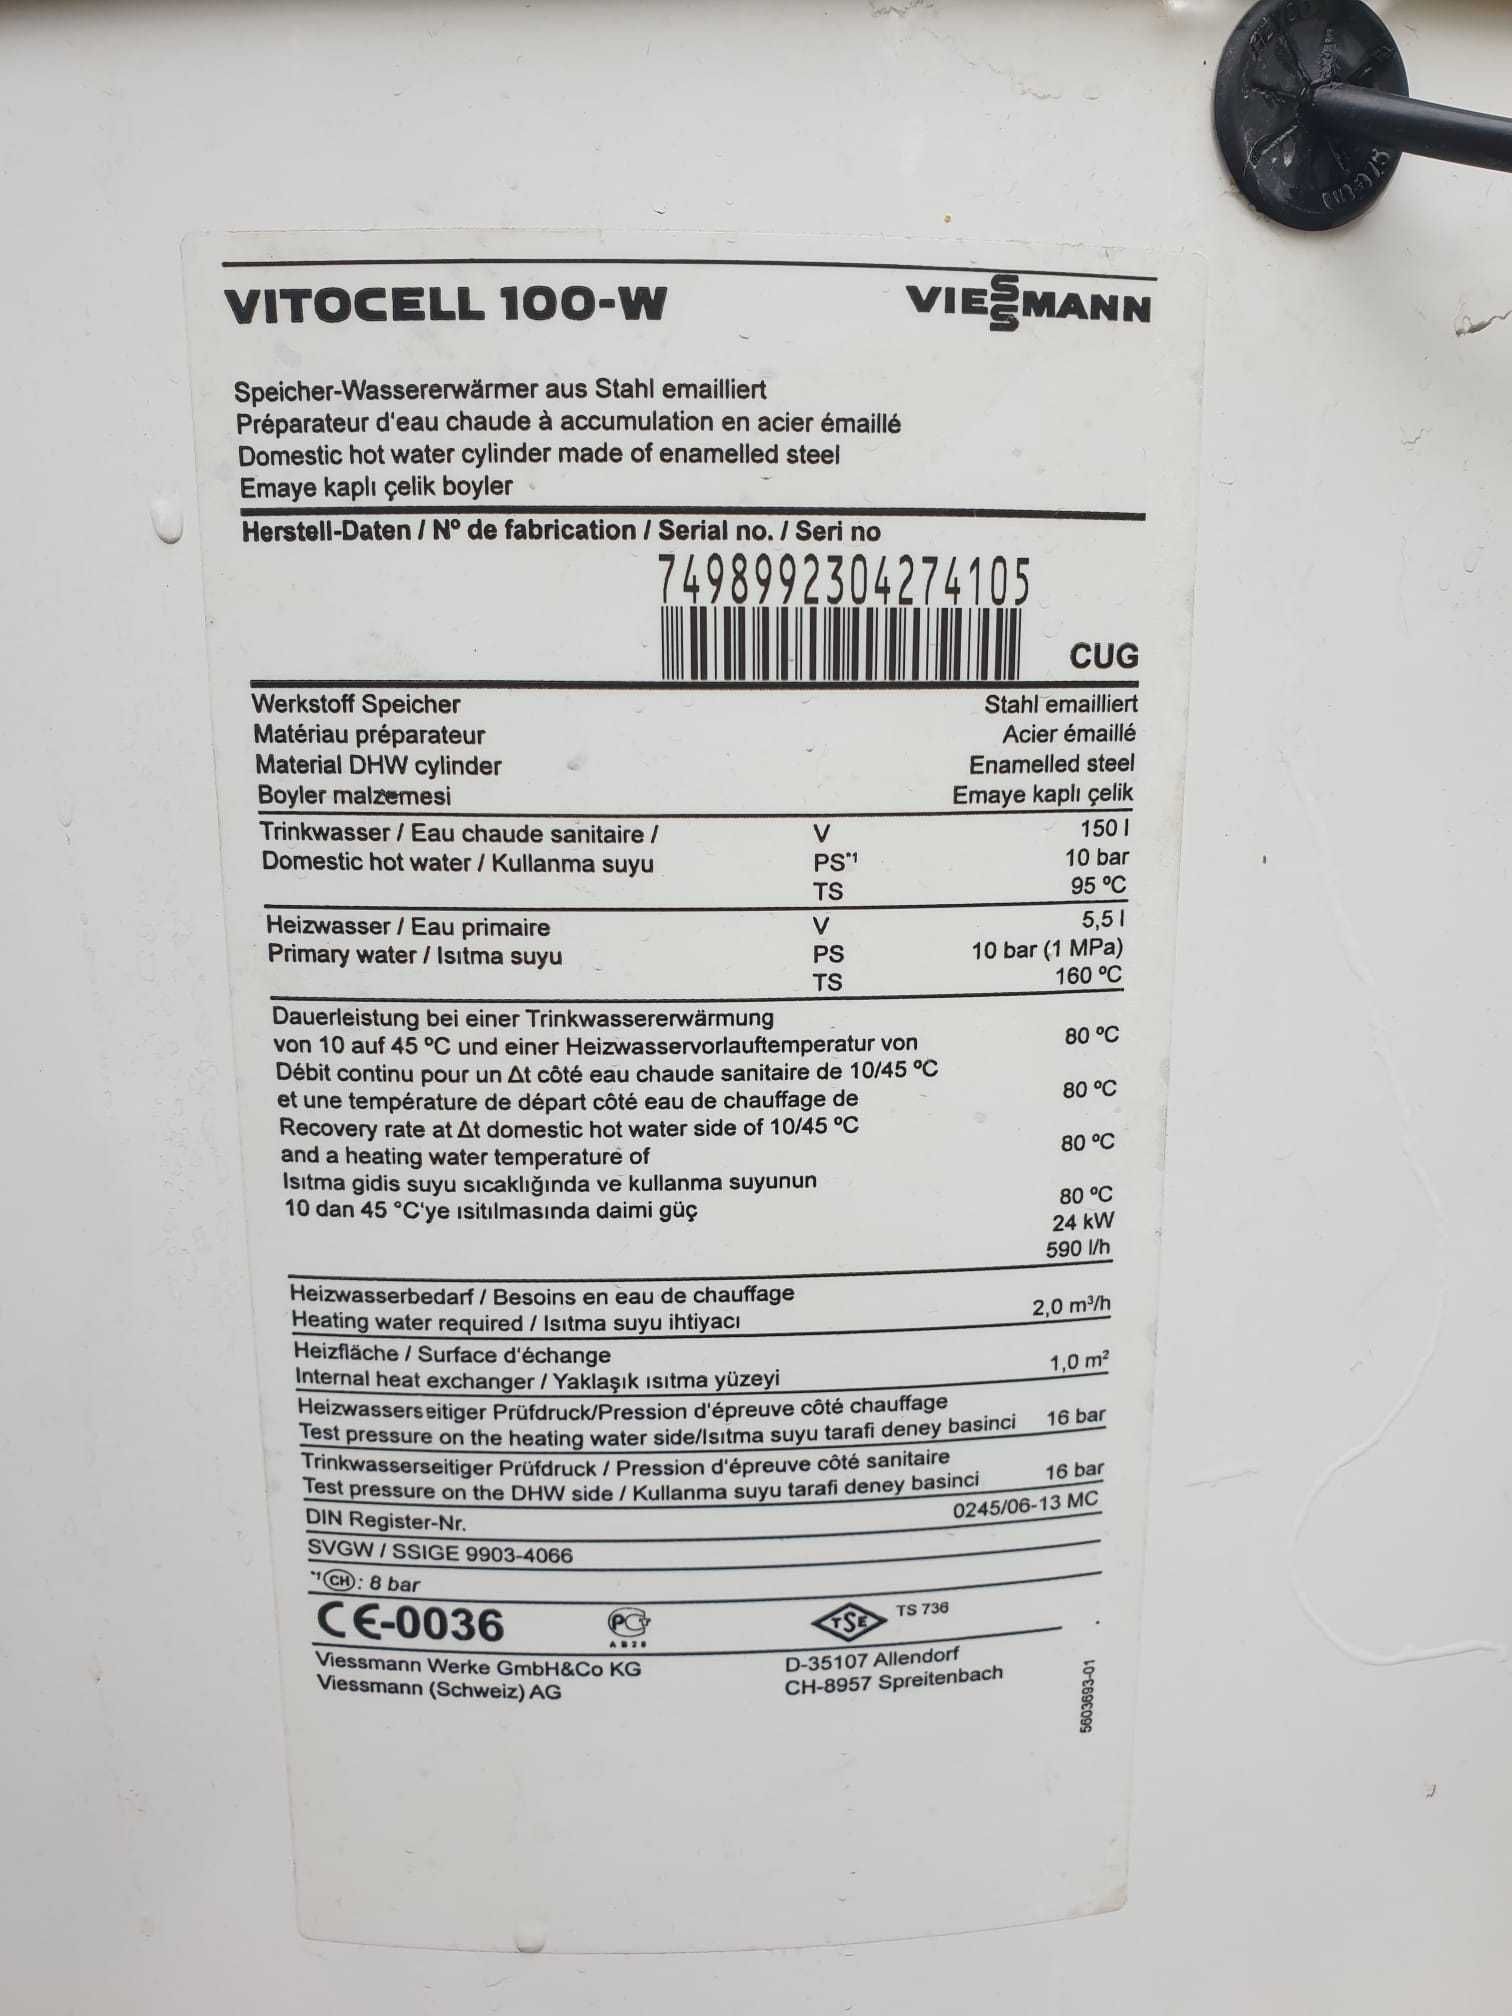 VITOCELL 100-W VIESSMANN
Speicher-Wassererwärmer aus Stahl emailliert
Préparateur d'eau chaude à accumulation en acier émaillé
Domestic hot water cylinder made of enamelled steel
Emaye kaplı çelik boyler
Herstell-Daten / Nº de fabrication / Serial no. / Seri no
7498992304274105
CUG
Werkstoff Speicher Stahl emailliert
Matériau préparateur Acier émaillé
Material DHW cylinder Enamelled steel
Boyler malzemesi Emaye kaplı çelik
Trinkwasser / Eau chaude sanitaire / V 150 l
Domestic hot water / Kullanma suyu PS*1 10 bar
TS 95 ºC
Heizwasser / Eau primaire V 5,5 l
Primary water / Isıtma suyu PS 10 bar (1 MPa)
TS 160 ºC
Dauerleistung bei einer Trinkwassererwärmung
von 10 auf 45 ºC und einer Heizwasservorlauftemperatur von 80 ºC
Débit continu pour un Δt côté eau chaude sanitaire de 10/45 ºC
et une température de départ côté eau de chauffage de 80 ºC
Recovery rate at Δt domestic hot water side of 10/45 ºC
and a heating water temperature of 80 ºC
Isıtma gidis suyu sıcaklığında ve kullanma suyunun
10 dan 45 °C'ye ısitılmasında daimi güç 80 ºC
24 kW
590 l/h
Heizwasserbedarf / Besoins en eau de chauffage
Heating water required / Isıtma suyu ihtiyacı 2,0 m³/h
Heizfläche / Surface d'échange
Internal heat exchanger / Yaklaşık ısıtma yüzeyi 1,0 m²
Heizwasserseitiger Prüfdruck/Pression d'épreuve côté chauffage
Test pressure on the heating water side/Isıtma suyu tarafi deney basinci 16 bar
Trinkwasserseitiger Prüfdruck / Pression d'épreuve côté sanitaire
Test pressure on the DHW side / Kullanma suyu tarafi deney basinci 16 bar
DIN Register-Nr. 0245/06-13 MC
SVGW / SSIGE 9903-4066
*1 CH: 8 bar
CE-0036 TSE TS 736
Viessmann Werke GmbH&Co KG D-35107 Allendorf
Viessmann (Schweiz) AG CH-8957 Spreitenbach
5603693-01